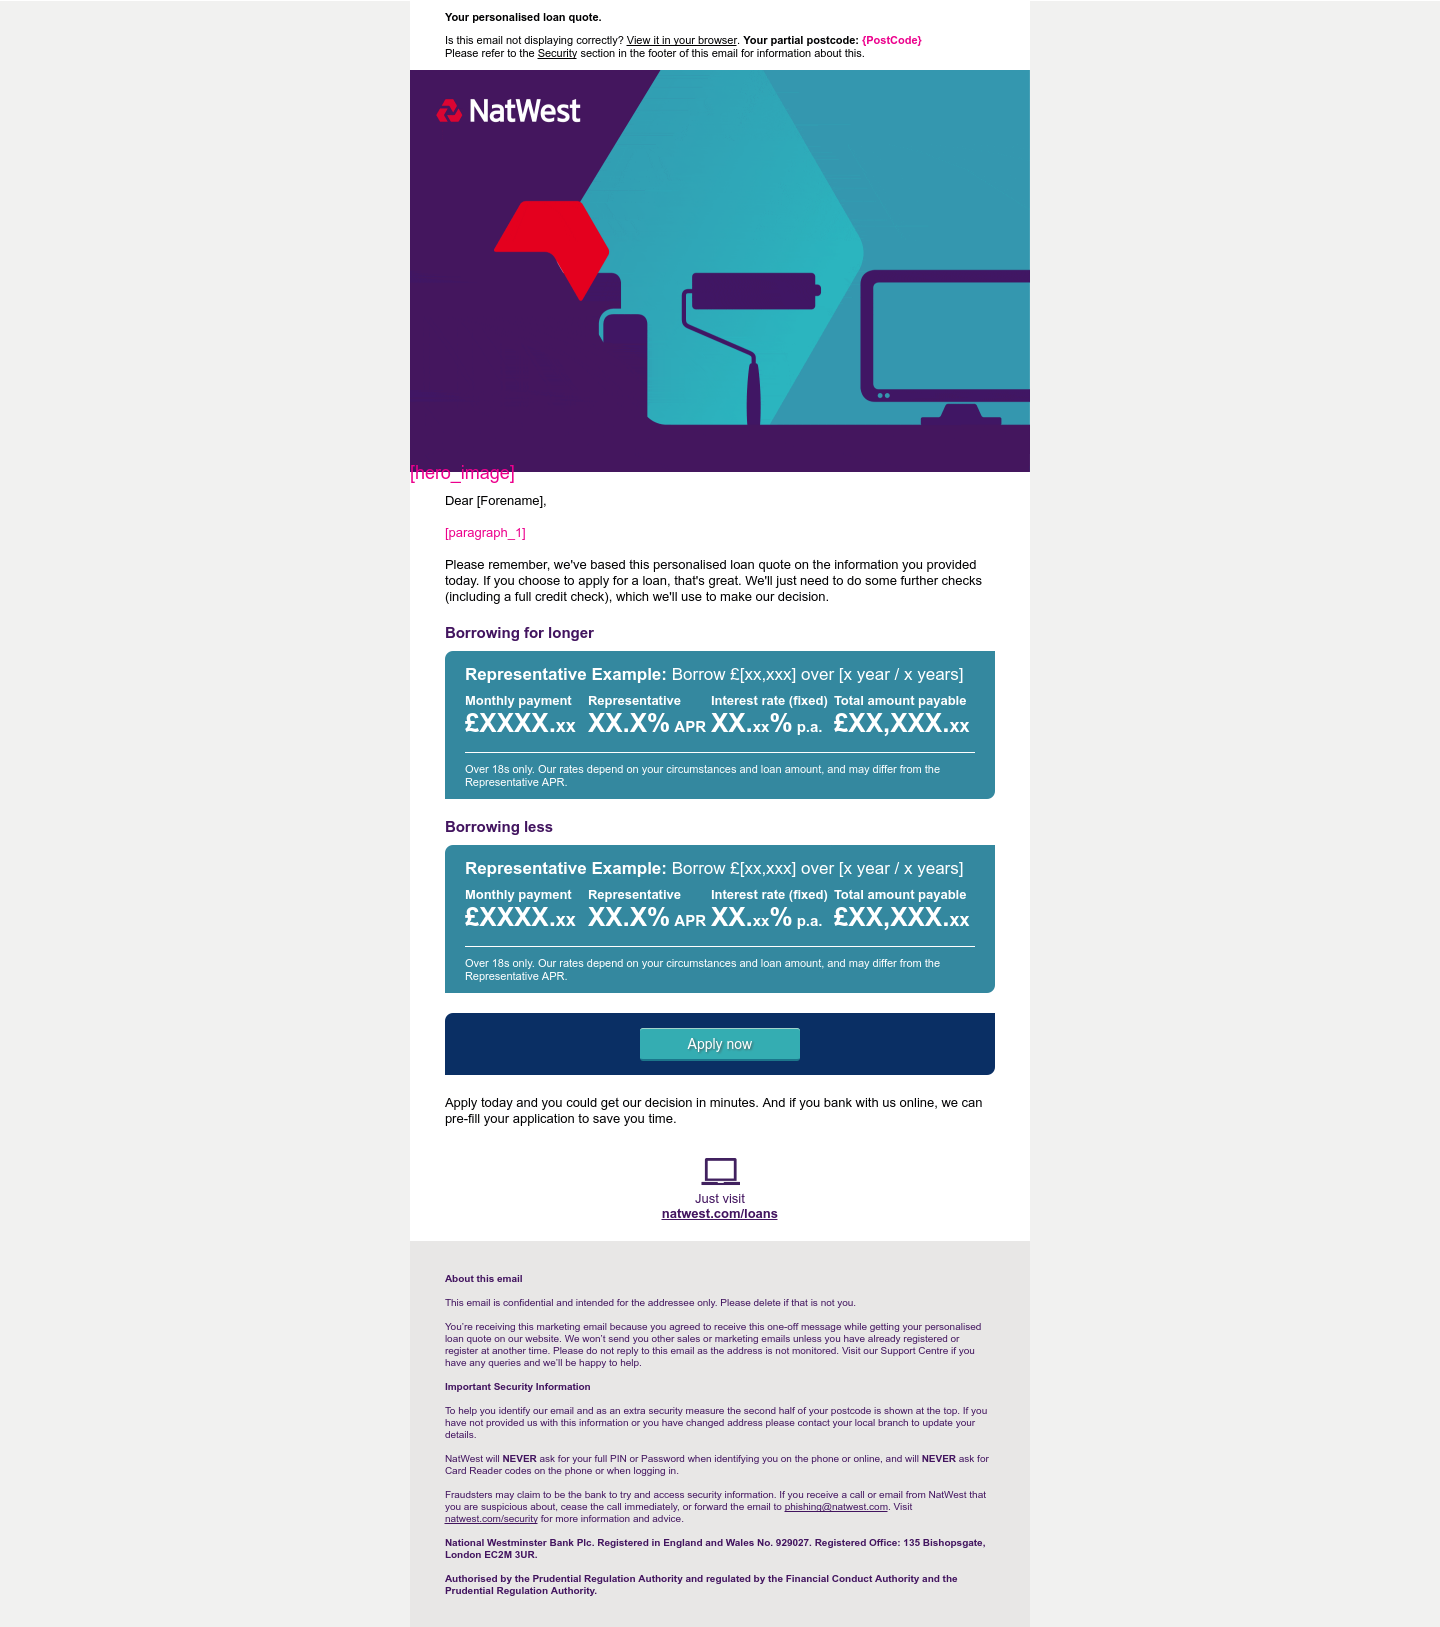 Your personalised loan quote.
Is this email not displaying correctly? View it in your browser. Your partial postcode: {PostCode}
Please refer to the Security section in the footer of this email for information about this.
NatWest
[hero_image]
Dear [Forename],
[paragraph_1]
Please remember, we've based this personalised loan quote on the information you provided
today. If you choose to apply for a loan, that's great. We'll just need to do some further checks
(including a full credit check), which we'll use to make our decision.
Borrowing for longer
Representative Example: Borrow £[xx,xxx] over [x year / x years]
Monthly payment Representative Interest rate (fixed) Total amount payable
£XXXX.xx XX.X% APR XX.xx% p.a. £XX,XXX.xx
Over 18s only. Our rates depend on your circumstances and loan amount, and may differ from the
Representative APR.
Borrowing less
Representative Example: Borrow £[xx,xxx] over [x year / x years]
Monthly payment Representative Interest rate (fixed) Total amount payable
£XXXX.xx XX.X% APR XX.xx% p.a. £XX,XXX.xx
Over 18s only. Our rates depend on your circumstances and loan amount, and may differ from the
Representative APR.
Apply now
Apply today and you could get our decision in minutes. And if you bank with us online, we can
pre-fill your application to save you time.
Just visit
natwest.com/loans
About this email
This email is confidential and intended for the addressee only. Please delete if that is not you.
You're receiving this marketing email because you agreed to receive this one-off message while getting your personalised
loan quote on our website. We won't send you other sales or marketing emails unless you have already registered or
register at another time. Please do not reply to this email as the address is not monitored. Visit our Support Centre if you
have any queries and we'll be happy to help.
Important Security Information
To help you identify our email and as an extra security measure the second half of your postcode is shown at the top. If you
have not provided us with this information or you have changed address please contact your local branch to update your
details.
NatWest will NEVER ask for your full PIN or Password when identifying you on the phone or online, and will NEVER ask for
Card Reader codes on the phone or when logging in.
Fraudsters may claim to be the bank to try and access security information. If you receive a call or email from NatWest that
you are suspicious about, cease the call immediately, or forward the email to phishing@natwest.com. Visit
natwest.com/security for more information and advice.
National Westminster Bank Plc. Registered in England and Wales No. 929027. Registered Office: 135 Bishopsgate,
London EC2M 3UR.
Authorised by the Prudential Regulation Authority and regulated by the Financial Conduct Authority and the
Prudential Regulation Authority.